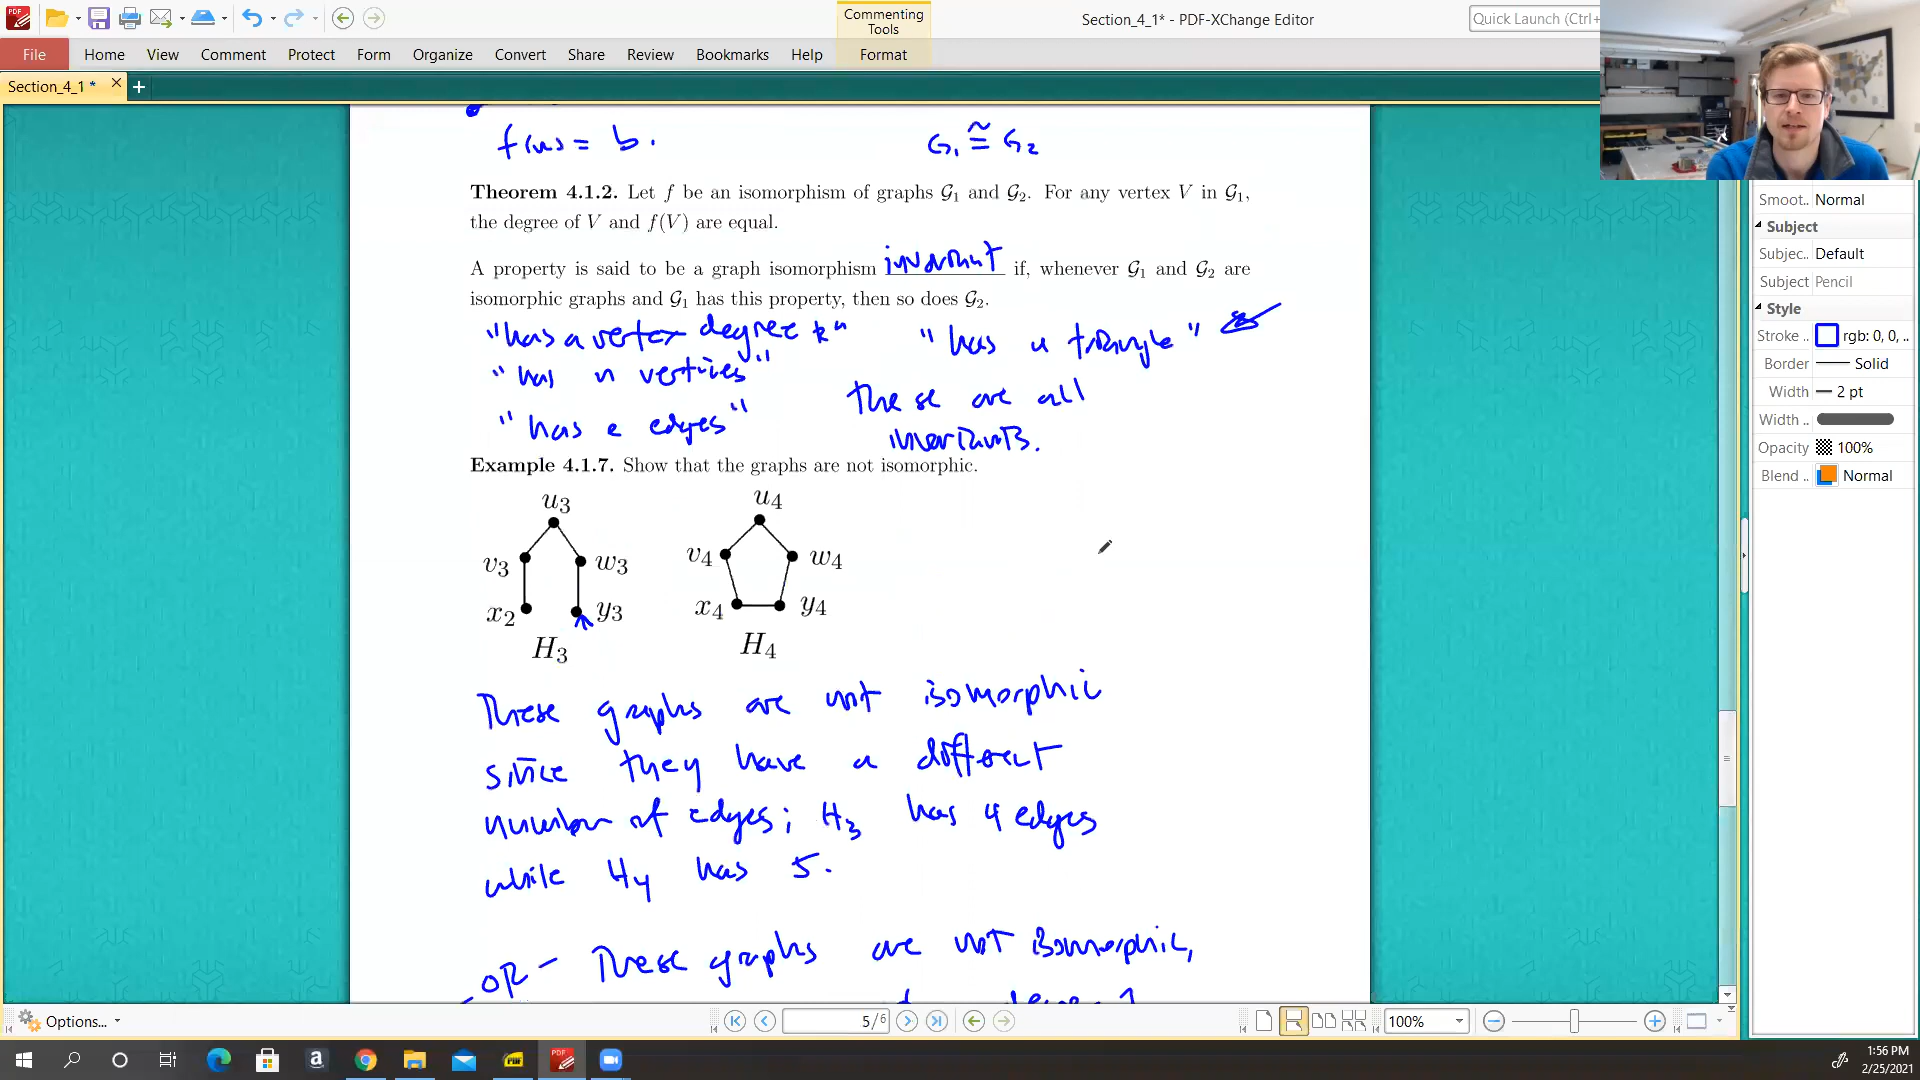 Commenting
Tools
Section_4_1* - PDF-XChange Editor
Quick Launch (Ctrl+
File Home View Comment Protect Form Organize Convert Share Review Bookmarks Help Format
Section_4_1 *
f(u) = b.
G₁ ≅ G₂
Theorem 4.1.2. Let f be an isomorphism of graphs 𝒢₁ and 𝒢₂. For any vertex V in 𝒢₁,
the degree of V and f(V) are equal.
A property is said to be a graph isomorphism invariant if, whenever 𝒢₁ and 𝒢₂ are
isomorphic graphs and 𝒢₁ has this property, then so does 𝒢₂.
"has a vertex degree k"
"has a triangle"
"has n vertices"
"has e edges"
These are all
invariants.
Example 4.1.7. Show that the graphs are not isomorphic.
u₃ u₄
v₃ w₃ v₄ w₄
x₂ y₃ x₄ y₄
H₃ H₄
These graphs are not isomorphic
since they have a different
number of edges; H₃ has 4 edges
while H₄ has 5.
- OR - These graphs are not isomorphic,
Smoot.. Normal
Subject
Subjec.. Default
Subject Pencil
Style
Stroke .. rgb: 0, 0, ..
Border Solid
Width 2 pt
Width ..
Opacity 100%
Blend .. Normal
Options...
5/6
100%
1:56 PM
2/25/2021